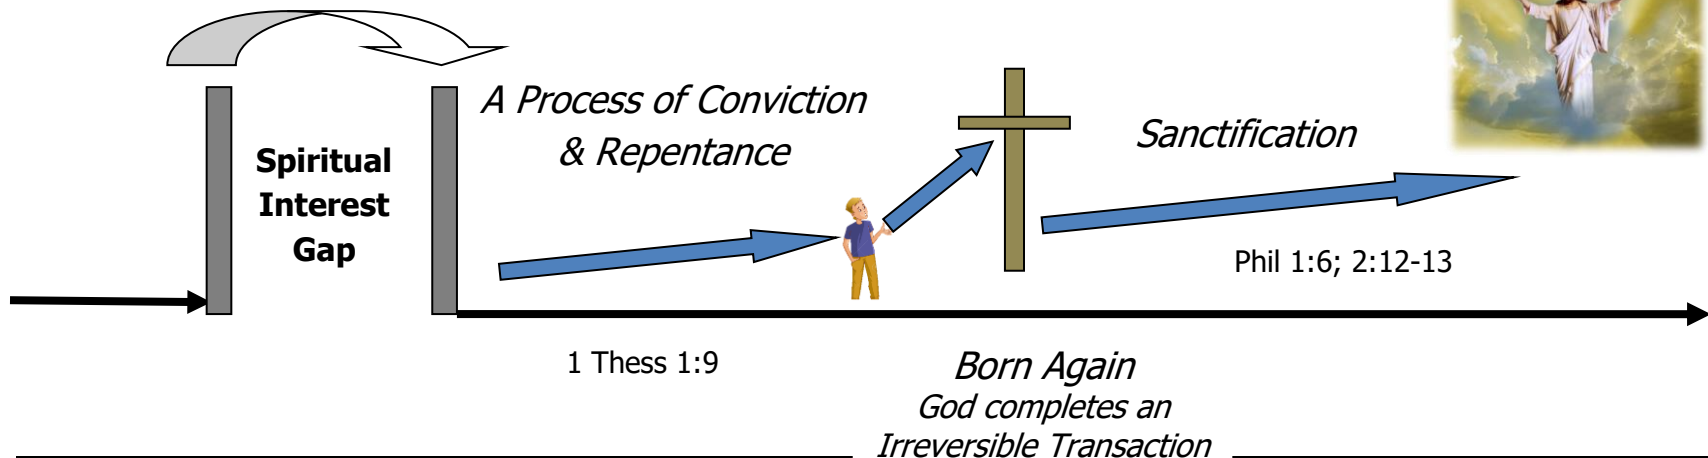 A Process of Conviction
& Repentance
Spiritual
Interest
Gap
Sanctification
Phil 1:6; 2:12-13
1 Thess 1:9
Born Again
God completes an
Irreversible Transaction